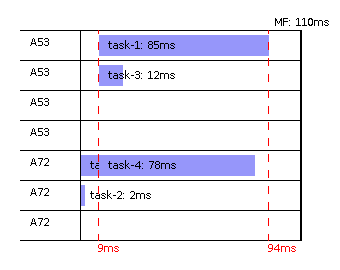 MF: 110ms
A53 task-1: 85ms
A53 task-3: 12ms
A53
A53
A72 ta task-4: 78ms
A72 task-2: 2ms
A72
9ms 94ms